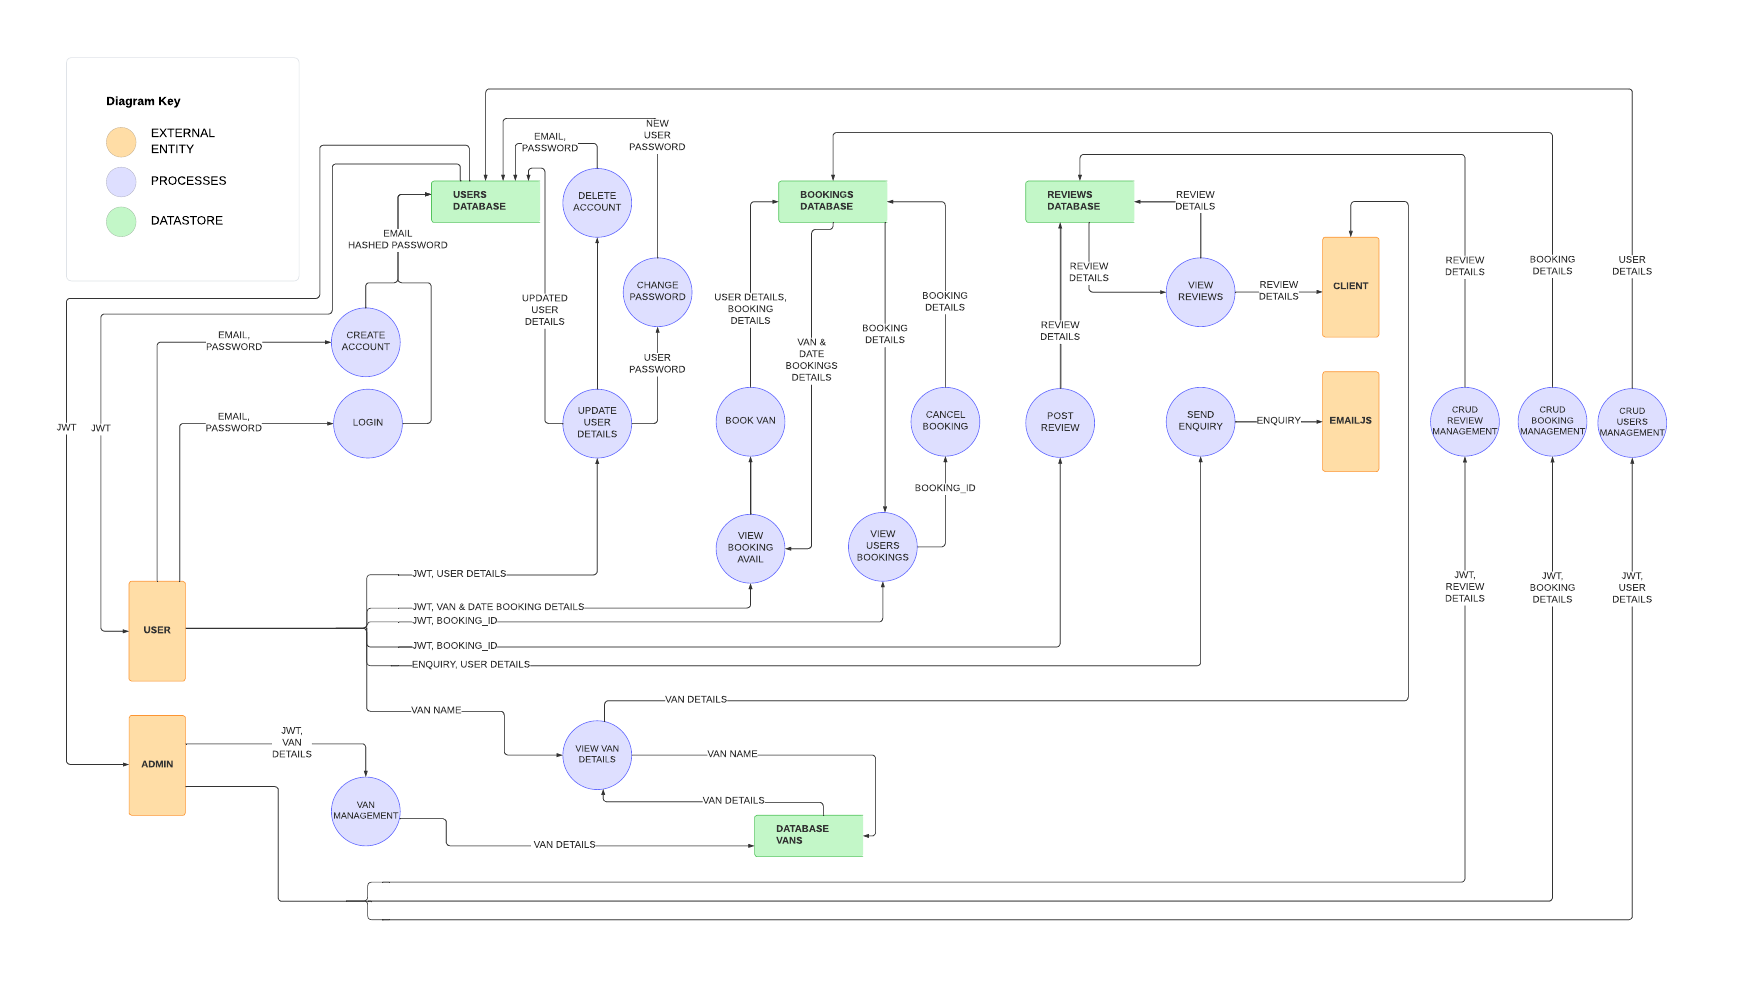 Diagram Key
EXTERNAL
ENTITY
PROCESSES
DATASTORE
NEW
USER
PASSWORD
EMAIL,
PASSWORD
USERS
DATABASE
DELETE
ACCOUNT
BOOKINGS
DATABASE
REVIEWS
DATABASE
REVIEW
DETAILS
EMAIL
HASHED PASSWORD
CHANGE
PASSWORD
UPDATED
USER
DETAILS
USER DETAILS,
BOOKING
DETAILS
BOOKING
DETAILS
BOOKING
DETAILS
VAN &
DATE
BOOKINGS
DETAILS
REVIEW
DETAILS
VIEW
REVIEWS
REVIEW
DETAILS
CLIENT
REVIEW
DETAILS
BOOKING
DETAILS
USER
DETAILS
EMAIL,
PASSWORD
CREATE
ACCOUNT
USER
PASSWORD
REVIEW
DETAILS
JWT
JWT
EMAIL,
PASSWORD
LOGIN
UPDATE
USER
DETAILS
BOOK VAN
CANCEL
BOOKING
POST
REVIEW
SEND
ENQUIRY
ENQUIRY
EMAILJS
CRUD
REVIEW
MANAGEMENT
CRUD
BOOKING
MANAGEMENT
CRUD
USERS
MANAGEMENT
BOOKING_ID
VIEW
BOOKING
AVAIL
VIEW
USERS
BOOKINGS
JWT, USER DETAILS
JWT, VAN & DATE BOOKING DETAILS
JWT, BOOKING_ID
JWT, BOOKING_ID
ENQUIRY, USER DETAILS
JWT,
REVIEW
DETAILS
JWT,
BOOKING
DETAILS
JWT,
USER
DETAILS
USER
VAN DETAILS
VAN NAME
JWT,
VAN
DETAILS
ADMIN
VIEW VAN
DETAILS
VAN NAME
VAN DETAILS
VAN
MANAGEMENT
DATABASE
VANS
VAN DETAILS